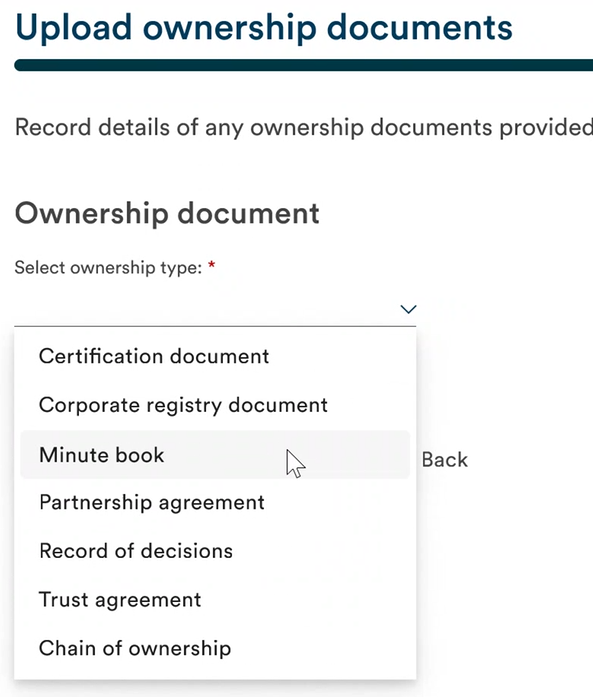 Upload ownership documents
Record details of any ownership documents provided
Ownership document
Select ownership type: *
Certification document
Corporate registry document
Minute book
Back
Partnership agreement
Record of decisions
Trust agreement
Chain of ownership